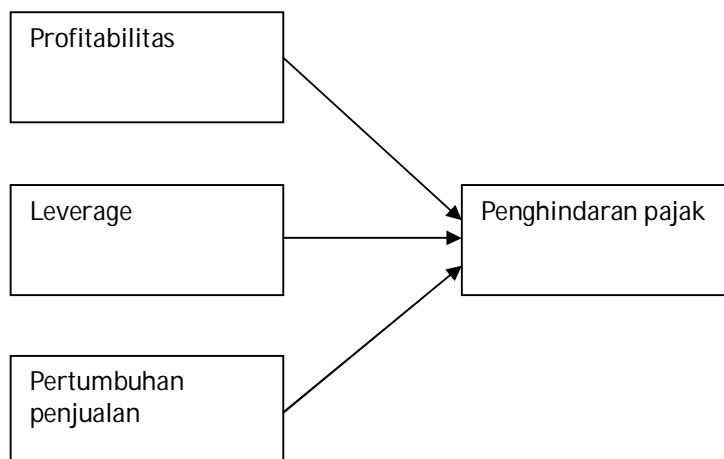 Profitabilitas
Leverage
Penghindaran pajak
Pertumbuhan
penjualan